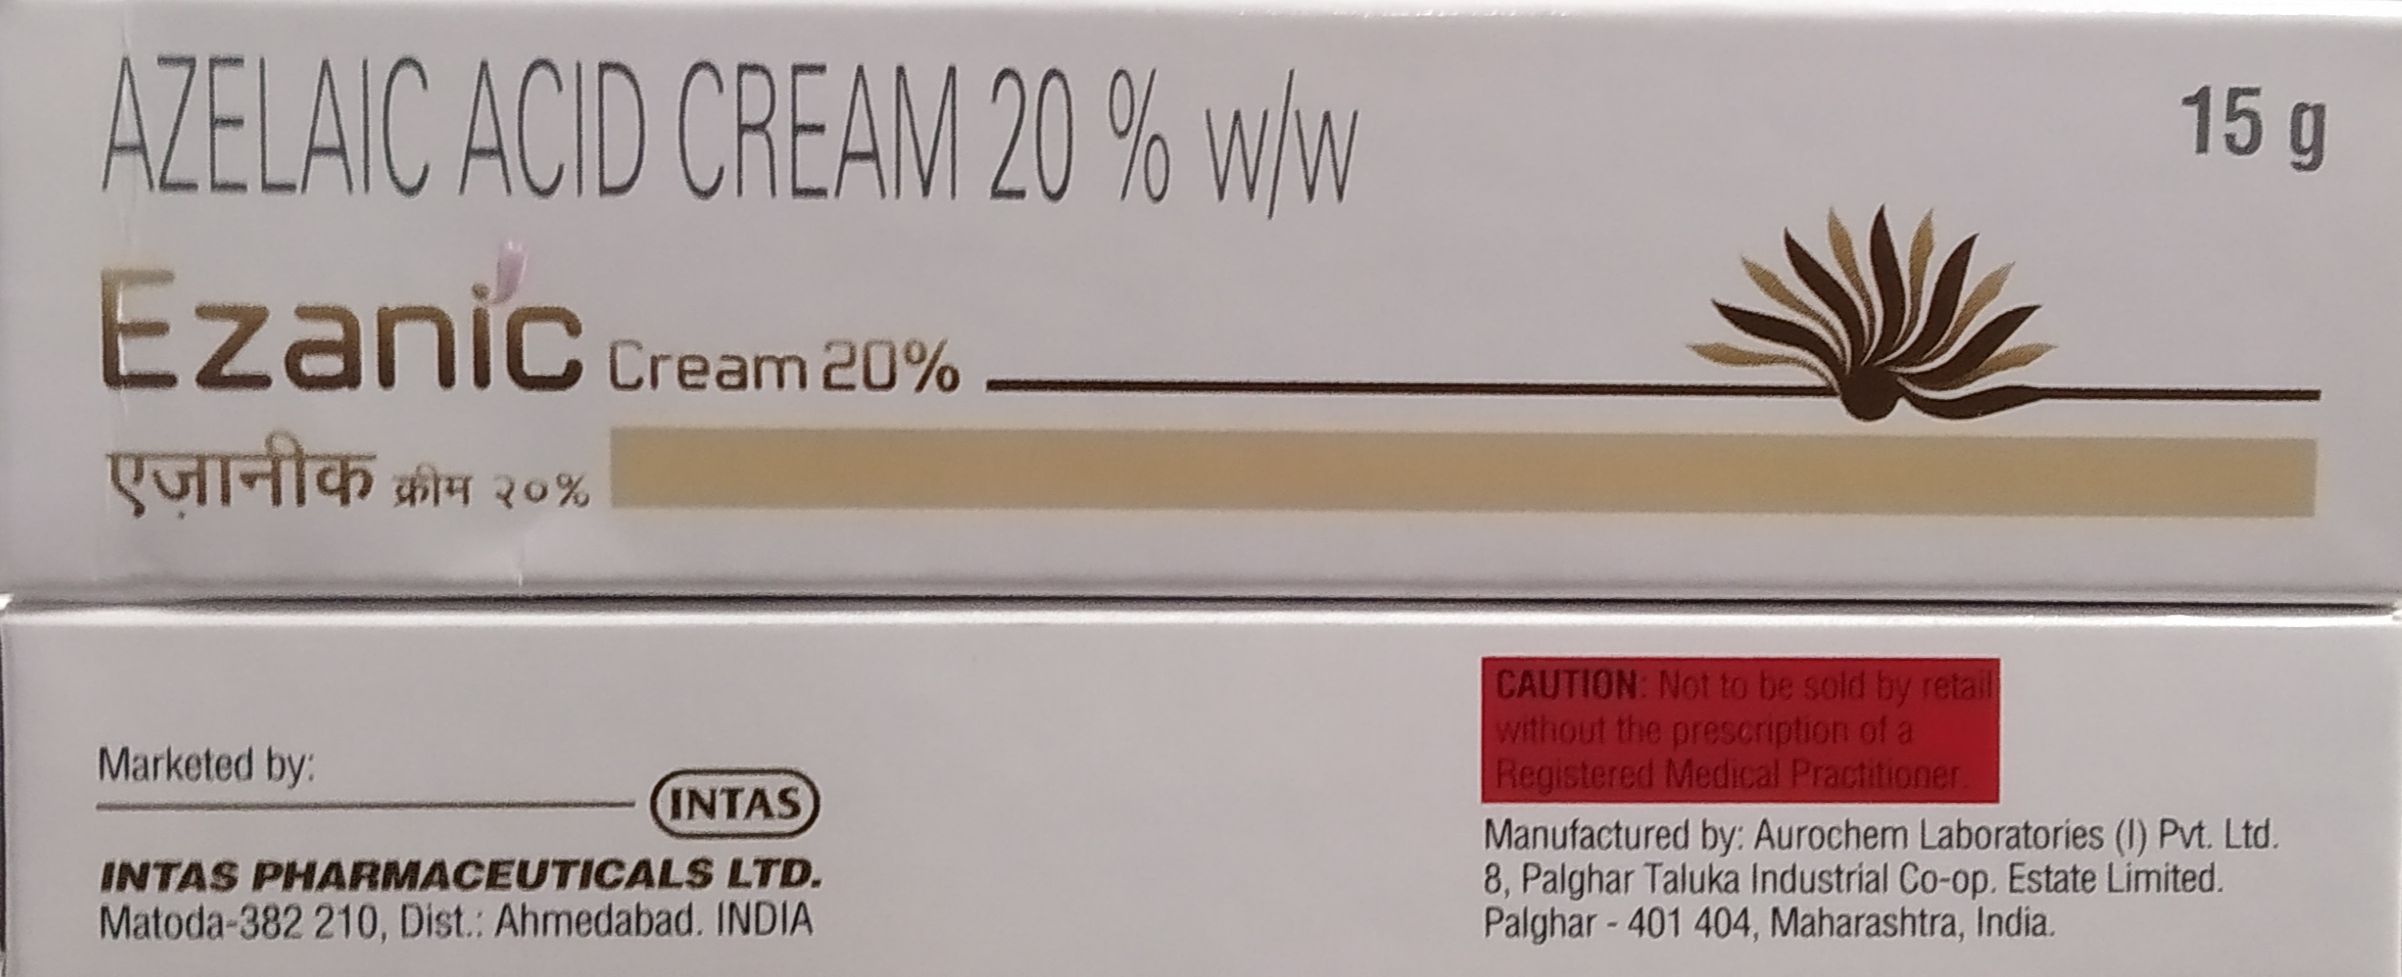 AZELAIC ACID CREAM 20 % w/w
15 g
Ezanic Cream 20%
एज़ानीक क्रीम २०%
Marketed by:
INTAS
INTAS PHARMACEUTICALS LTD.
Matoda-382 210, Dist.: Ahmedabad. INDIA
CAUTION: Not to be sold by retail
without the prescription of a
Registered Medical Practitioner.
Manufactured by: Aurochem Laboratories (I) Pvt. Ltd.
8, Palghar Taluka Industrial Co-op. Estate Limited.
Palghar - 401 404, Maharashtra, India.